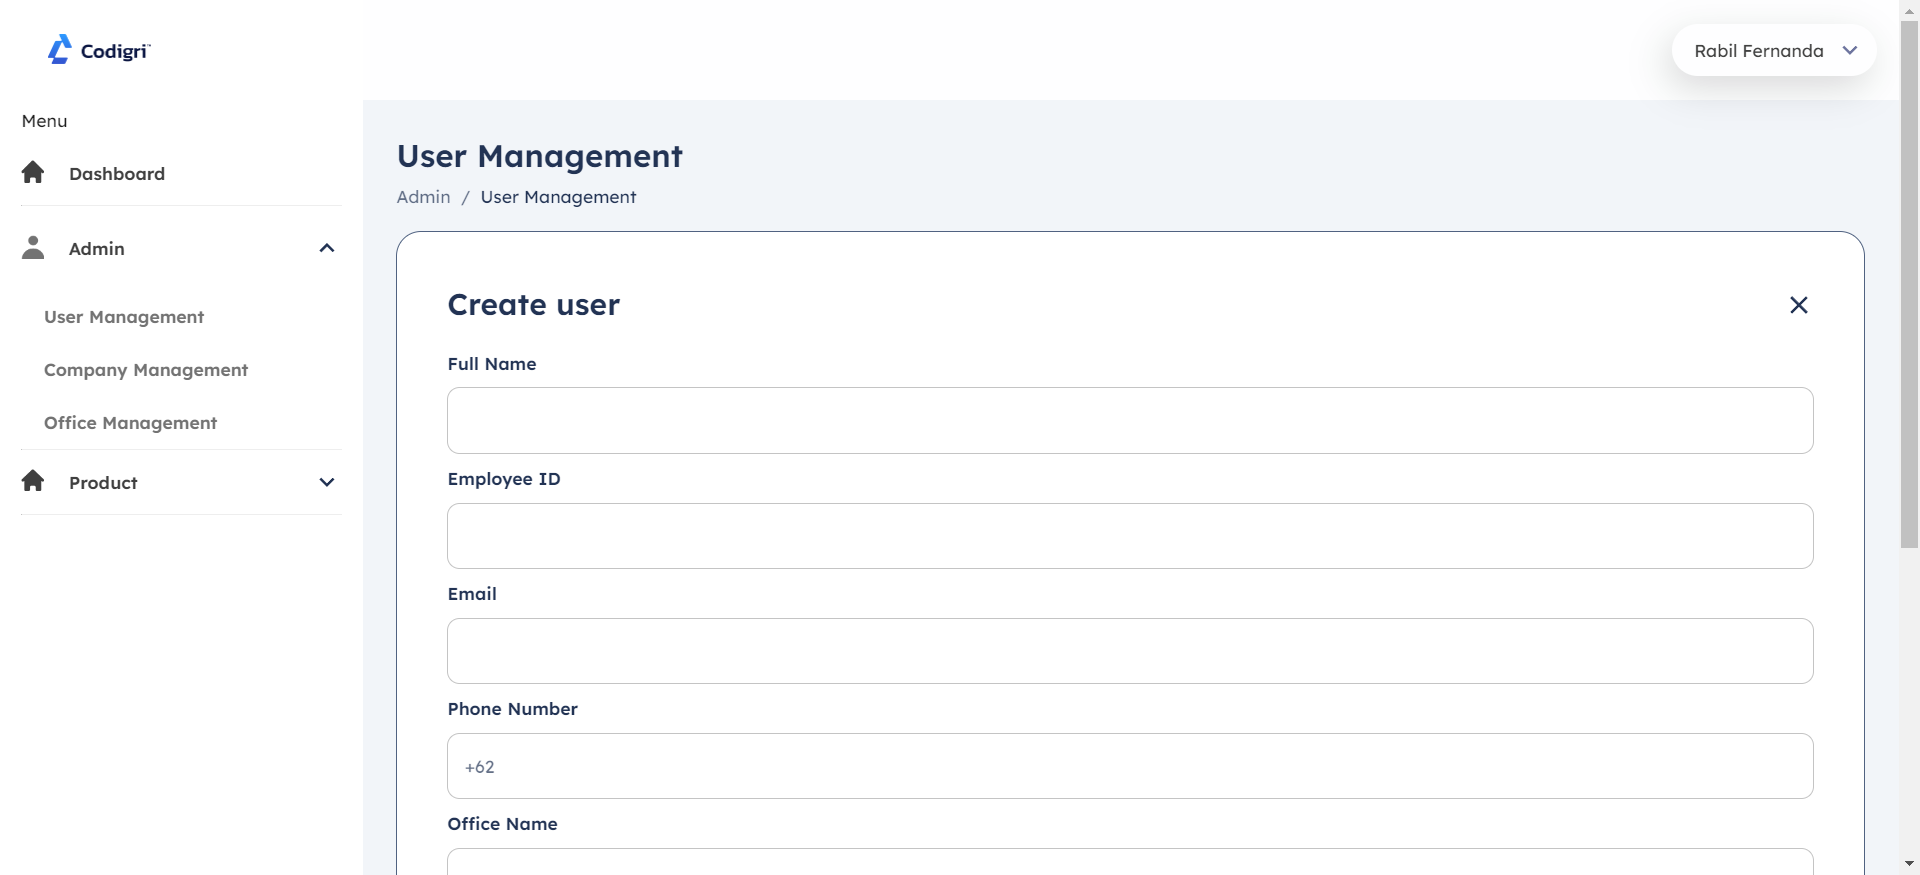 Codigri™
Rabil Fernanda
Menu
Dashboard
Admin
User Management
Company Management
Office Management
Product
User Management
Admin / User Management
Create user
Full Name
Employee ID
Email
Phone Number
+62
Office Name